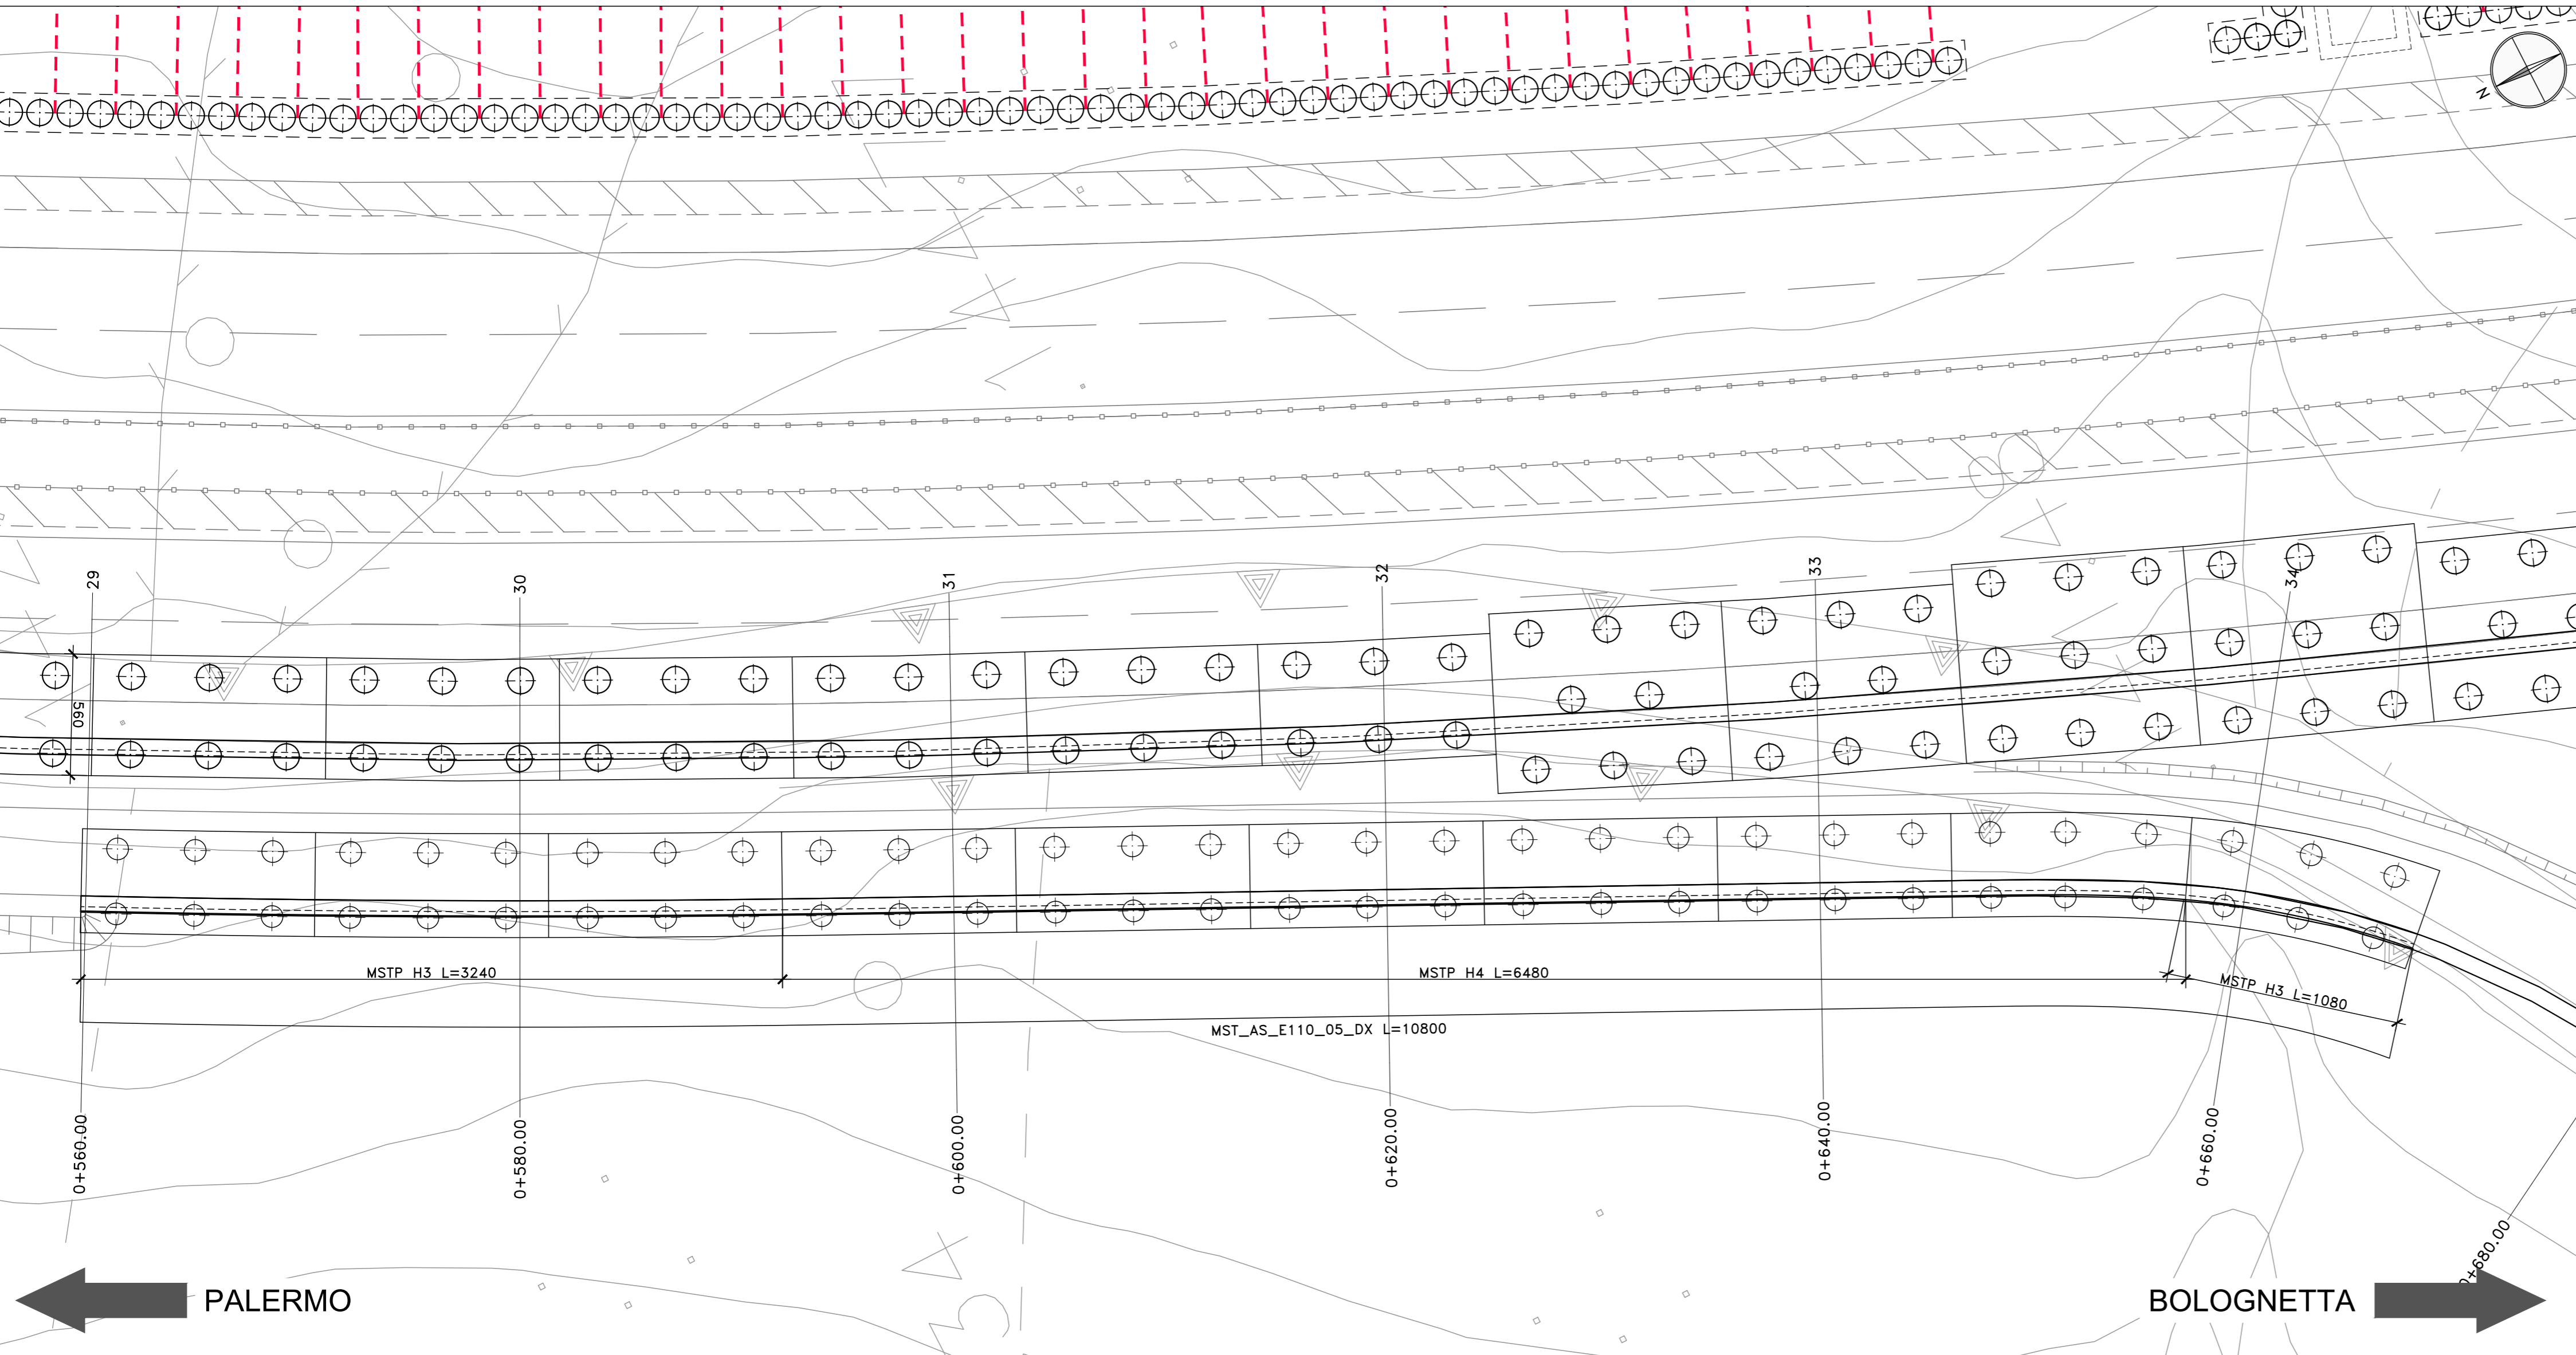 N
29
30
31
32
33
34
560
MSTP H3 L=3240
MSTP H4 L=6480
MSTP H3 L=1080
MST_AS_E110_05_DX L=10800
0+560.00
0+580.00
0+600.00
0+620.00
0+640.00
0+660.00
0+680.00
PALERMO
BOLOGNETTA